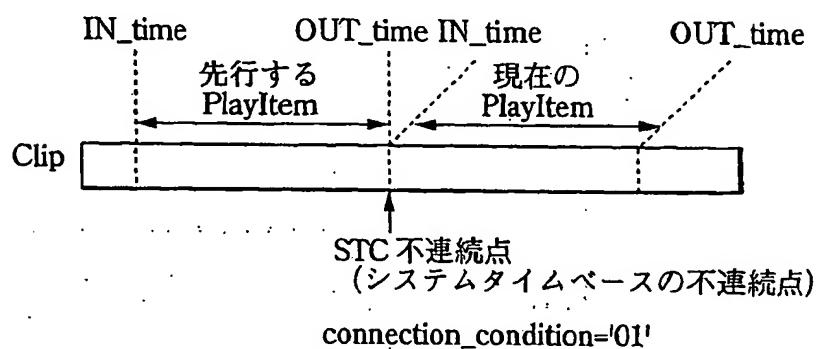 IN_time OUT_time IN_time OUT_time
先行する
PlayItem
現在の
PlayItem
Clip
STC 不連続点
(システムタイムベースの不連続点)
connection_condition='01'